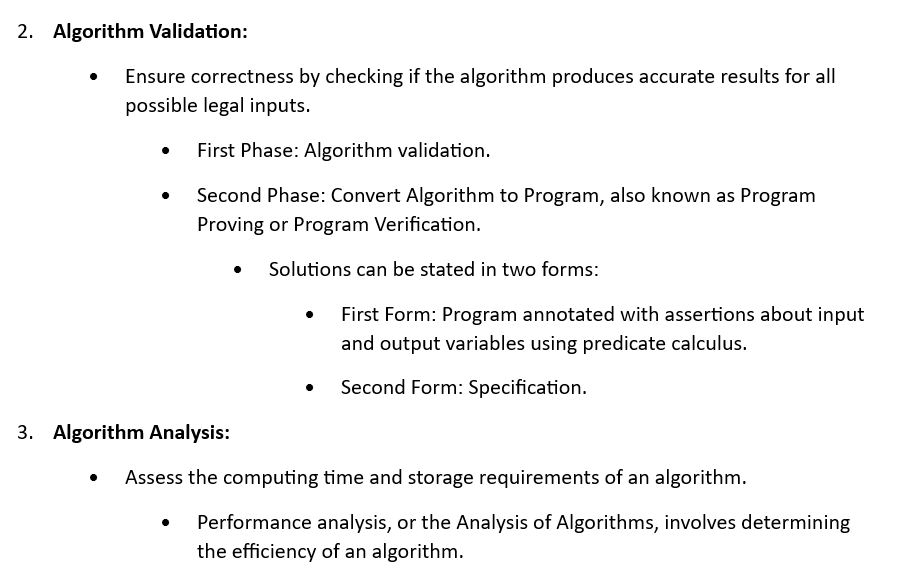 2. Algorithm Validation:
• Ensure correctness by checking if the algorithm produces accurate results for all
possible legal inputs.
• First Phase: Algorithm validation.
• Second Phase: Convert Algorithm to Program, also known as Program
Proving or Program Verification.
• Solutions can be stated in two forms:
• First Form: Program annotated with assertions about input
and output variables using predicate calculus.
• Second Form: Specification.
3. Algorithm Analysis:
• Assess the computing time and storage requirements of an algorithm.
• Performance analysis, or the Analysis of Algorithms, involves determining
the efficiency of an algorithm.